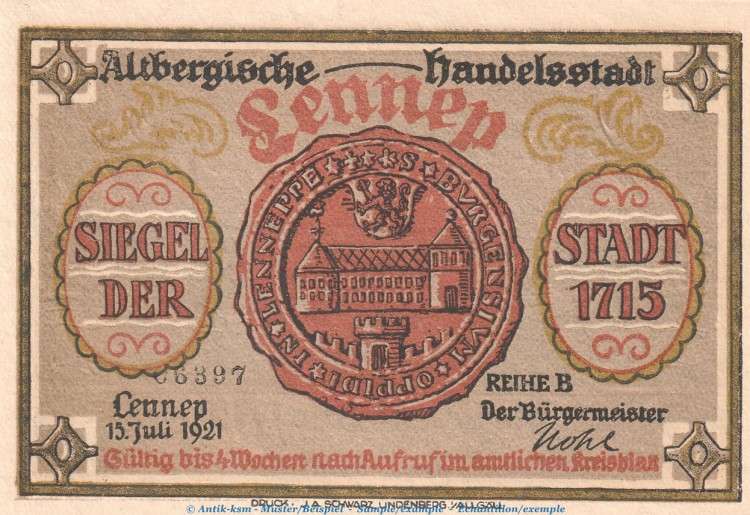 Altbergische Handelsstadt
Lennep
SIEGEL DER
STADT 1715
★ S ★ BVRGENSIVM ★ OPPIDI ★ IN ★ LENNEPPE ★★★★
06397
REIHE B
Lennep
15. Juli 1921
Der Bürgermeister
Gültig bis 4 Wochen nach Aufruf im amtlichen Kreisblatt
DRUCK: J.A. SCHWARZ, LINDENBERG I/ALLGÄU.
© Antik-ksm - Muster/Beispiel - Sample/example - Echantillon/exemple